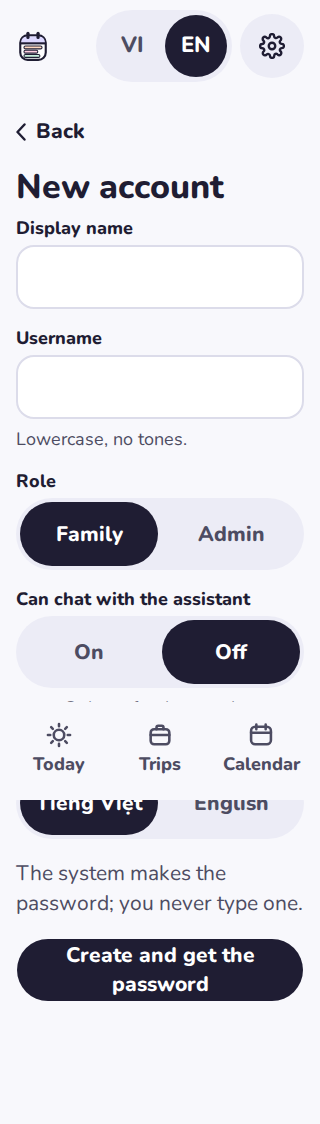 VI
EN
Back
New account
Display name
Username
Lowercase, no tones.
Role
Family
Admin
Can chat with the assistant
On
Off
Today
Trips
Calendar
Tiếng Việt
English
The system makes the
password; you never type one.
Create and get the
password